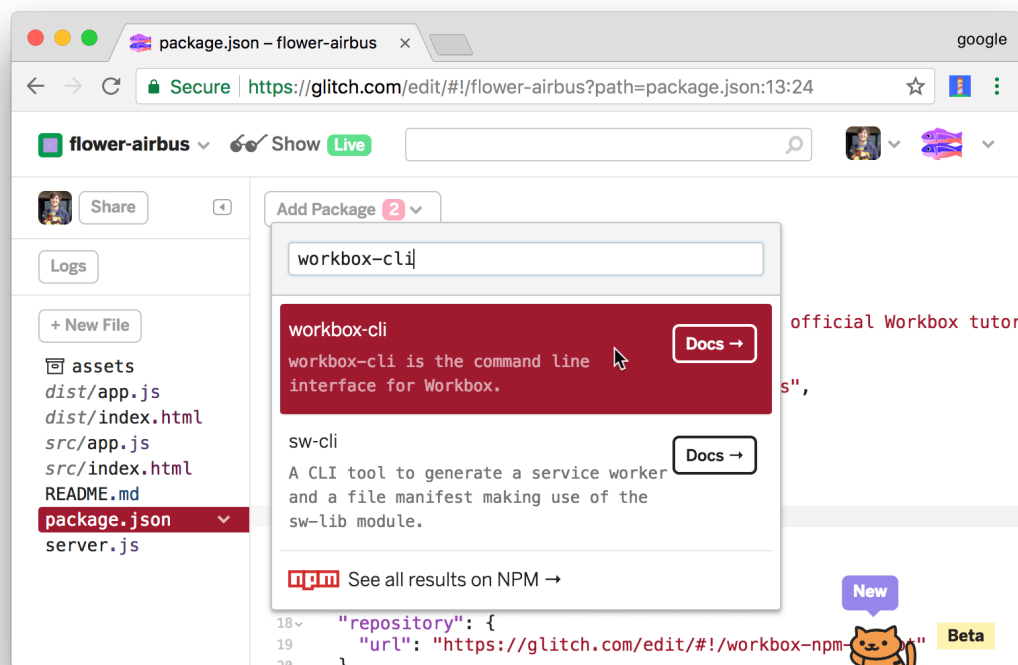 package.json – flower-airbus
google
Secure
https://glitch.com/edit/#!/flower-airbus?path=package.json:13:24
flower-airbus
Show
Live
Share
Add Package 2
Logs
workbox-cli
+ New File
workbox-cli
Docs →
workbox-cli is the command line
interface for Workbox.
official Workbox tutor
s",
assets
dist/app.js
dist/index.html
src/app.js
src/index.html
README.md
package.json
server.js
sw-cli
Docs →
A CLI tool to generate a service worker
and a file manifest making use of the
sw-lib module.
npm See all results on NPM →
New
Beta
18 "repository": {
19 "url": "https://glitch.com/edit/#!/workbox-npm-
20 }